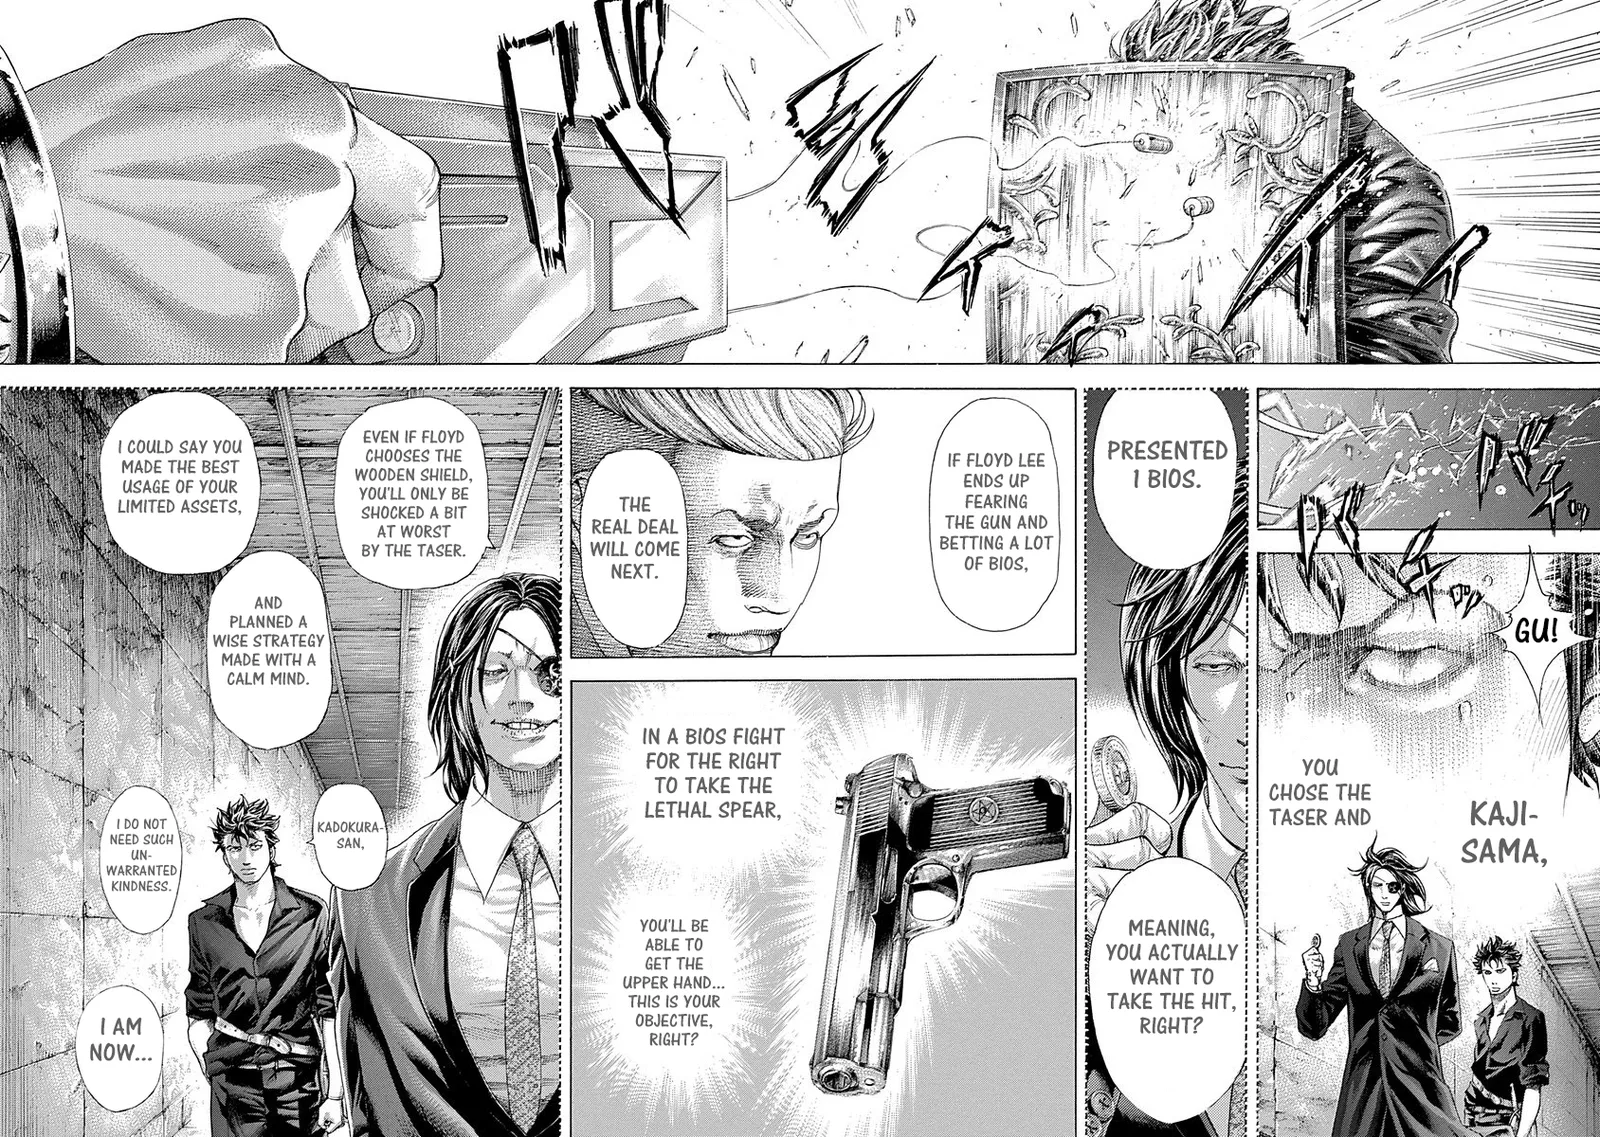 GU!
KAJI-
SAMA,
YOU
CHOSE THE
TASER AND
PRESENTED
1 BIOS.
MEANING,
YOU ACTUALLY
WANT TO
TAKE THE HIT,
RIGHT?
IF FLOYD LEE
ENDS UP
FEARING
THE GUN AND
BETTING A LOT
OF BIOS,
THE
REAL DEAL
WILL COME
NEXT.
IN A BIOS FIGHT
FOR THE RIGHT
TO TAKE THE
LETHAL SPEAR,
YOU'LL BE
ABLE TO
GET THE
UPPER HAND...
THIS IS YOUR
OBJECTIVE,
RIGHT?
EVEN IF FLOYD
CHOOSES THE
WOODEN SHIELD,
YOU'LL ONLY BE
SHOCKED A BIT
AT WORST
BY THE TASER.
I COULD SAY YOU
MADE THE BEST
USAGE OF YOUR
LIMITED ASSETS,
AND
PLANNED A
WISE STRATEGY
MADE WITH A
CALM MIND.
KADOKURA-
SAN,
I DO NOT
NEED SUCH
UN-
WARRANTED
KINDNESS.
I AM
NOW...